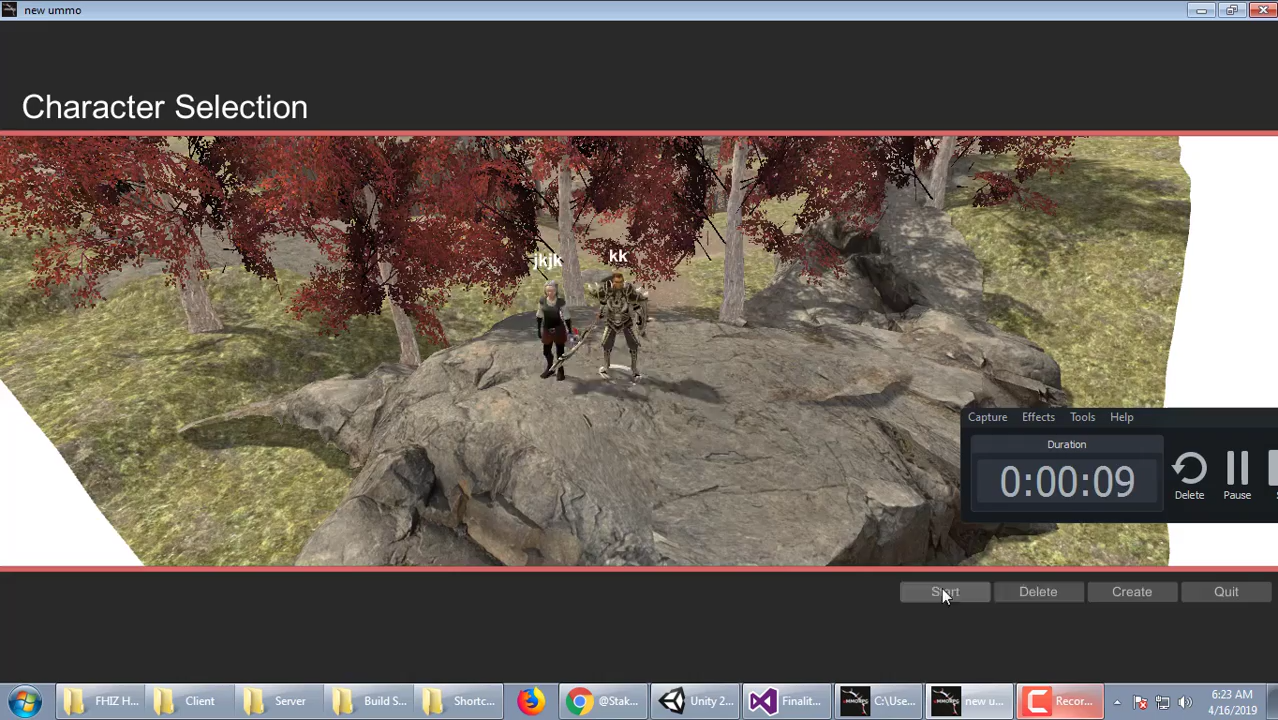 new ummo
Character Selection
jkjk
kk
Capture Effects Tools Help
Duration
0:00:09
Delete
Pause
Start
Delete
Create
Quit
FHIZ H...
Client
Server
Build S...
Shortc...
@Stak...
Unity 2...
Finalit...
C:\Use...
new u...
Recor...
6:23 AM
4/16/2019